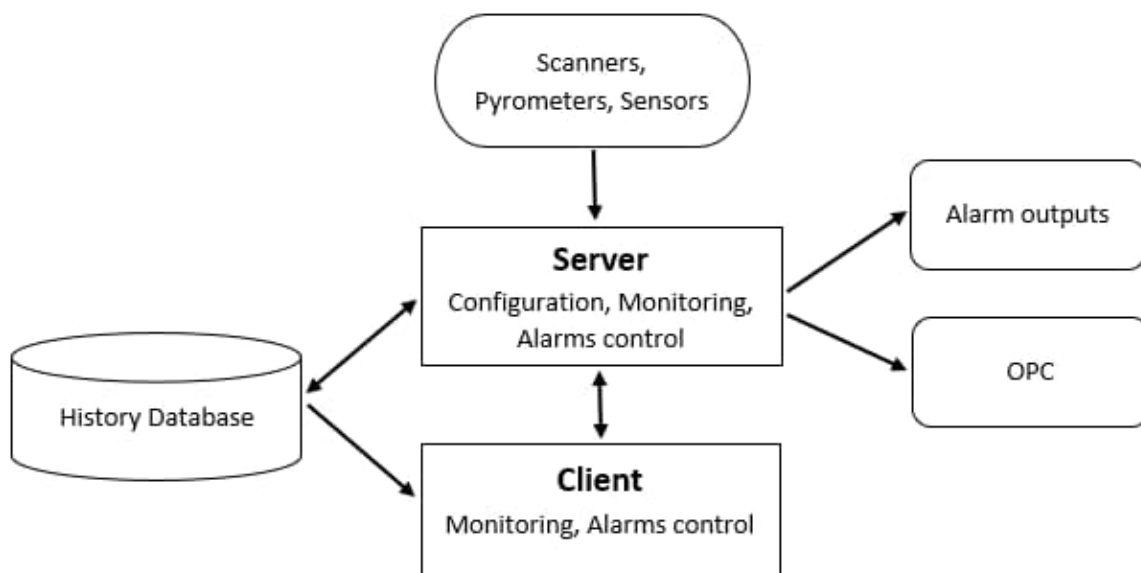 Scanners,
Pyrometers, Sensors
Server
Configuration, Monitoring,
Alarms control
Alarm outputs
OPC
History Database
Client
Monitoring, Alarms control